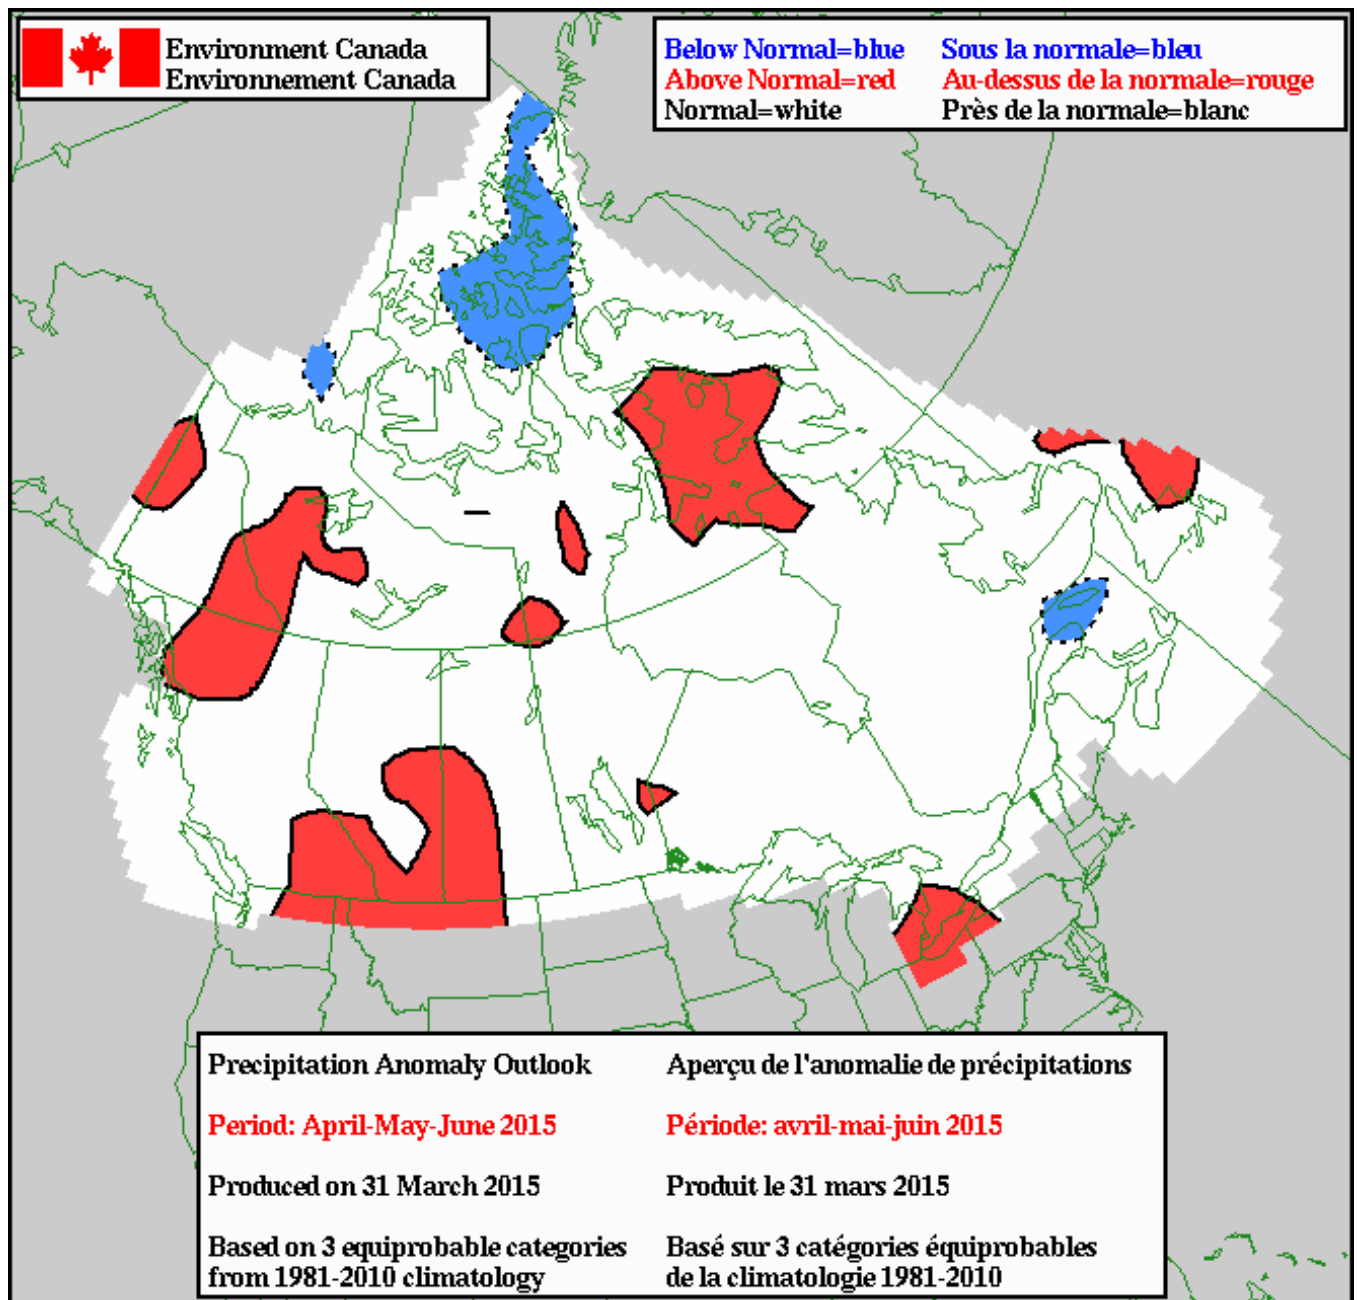 Environment Canada
Environnement Canada
Below Normal=blue Sous la normale=bleu
Above Normal=red Au-dessus de la normale=rouge
Normal=white Près de la normale=blanc
Precipitation Anomaly Outlook Aperçu de l'anomalie de précipitations
Period: April-May-June 2015 Période: avril-mai-juin 2015
Produced on 31 March 2015 Produit le 31 mars 2015
Based on 3 equiprobable categories Basé sur 3 catégories équiprobables
from 1981-2010 climatology de la climatologie 1981-2010